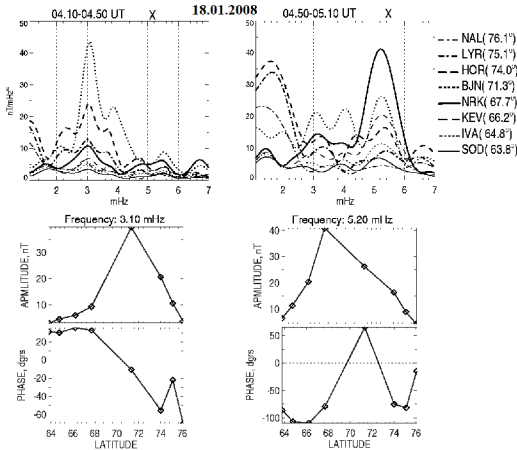 18.01.2008
04.10-04.50 UT X
04.50-05.10 UT X
50
40
30
20
10
0
nT/mHz
2 3 4 5 6 7
mHz
50
40
30
20
10
0
2 3 4 5 6 7
mHz
NAL( 76.1°)
LYR( 75.1°)
HOR( 74.0°)
BJN( 71.3°)
NRK( 67.7°)
KEV( 66.2°)
IVA( 64.8°)
SOD( 63.8°)
Frequency: 3.10 mHz
APMLITUDE, nT
30
20
10
PHASE, dgrs
20
0
-20
-40
-60
64 66 68 70 72 74 76
LATITUDE
Frequency: 5.20 mHz
APMLITUDE, nT
40
30
20
10
PHASE, dgrs
50
0
-50
-100
64 66 68 70 72 74 76
LATITUDE